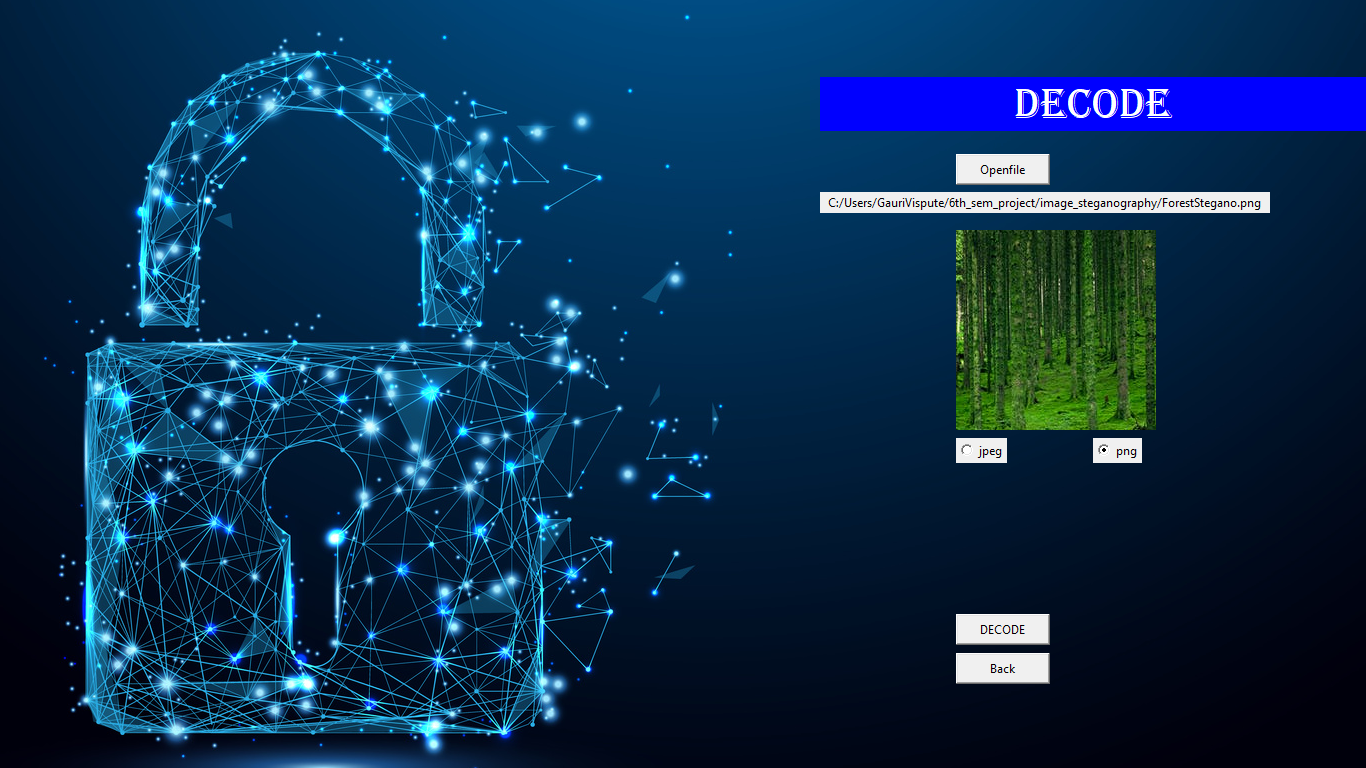 DECODE
Openfile
C:/Users/GauriVispute/6th_sem_project/image_steganography/ForestStegano.png
jpeg
png
DECODE
Back